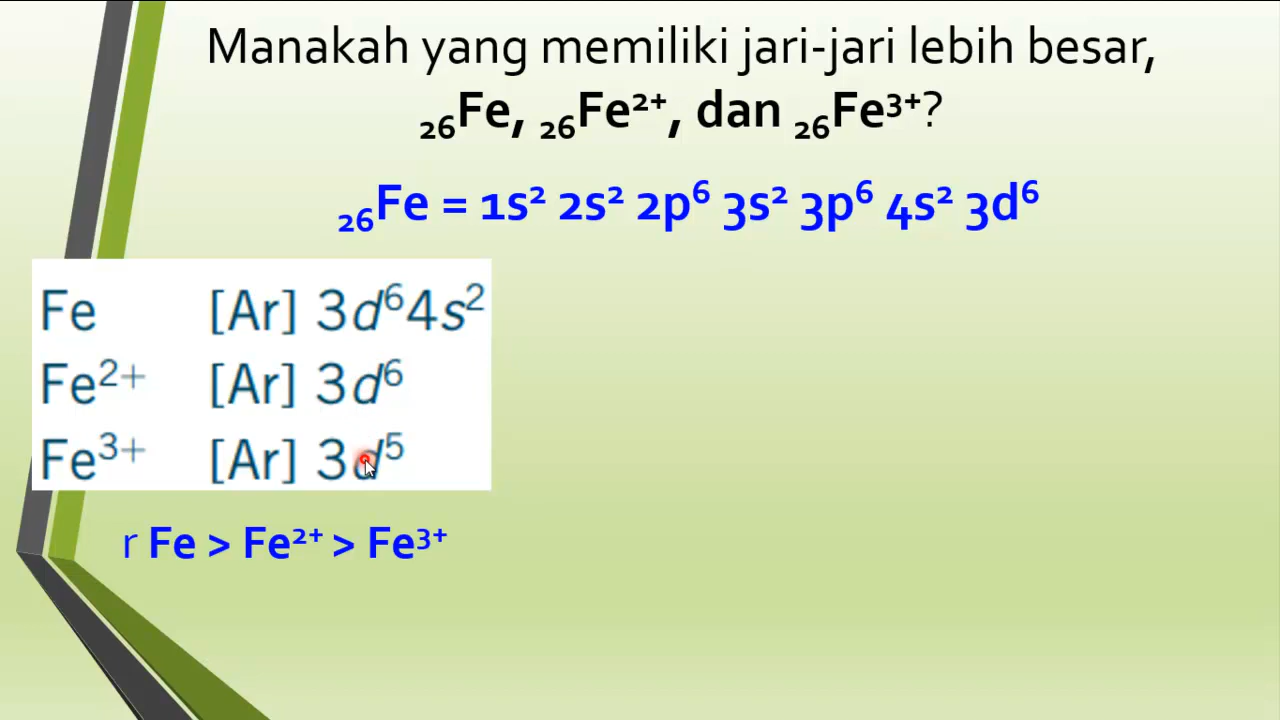 Manakah yang memiliki jari-jari lebih besar,
₂₆Fe, ₂₆Fe²⁺, dan ₂₆Fe³⁺?
₂₆Fe = 1s² 2s² 2p⁶ 3s² 3p⁶ 4s² 3d⁶
Fe [Ar] 3d⁶4s²
Fe²⁺ [Ar] 3d⁶
Fe³⁺ [Ar] 3d⁵
r Fe > Fe²⁺ > Fe³⁺